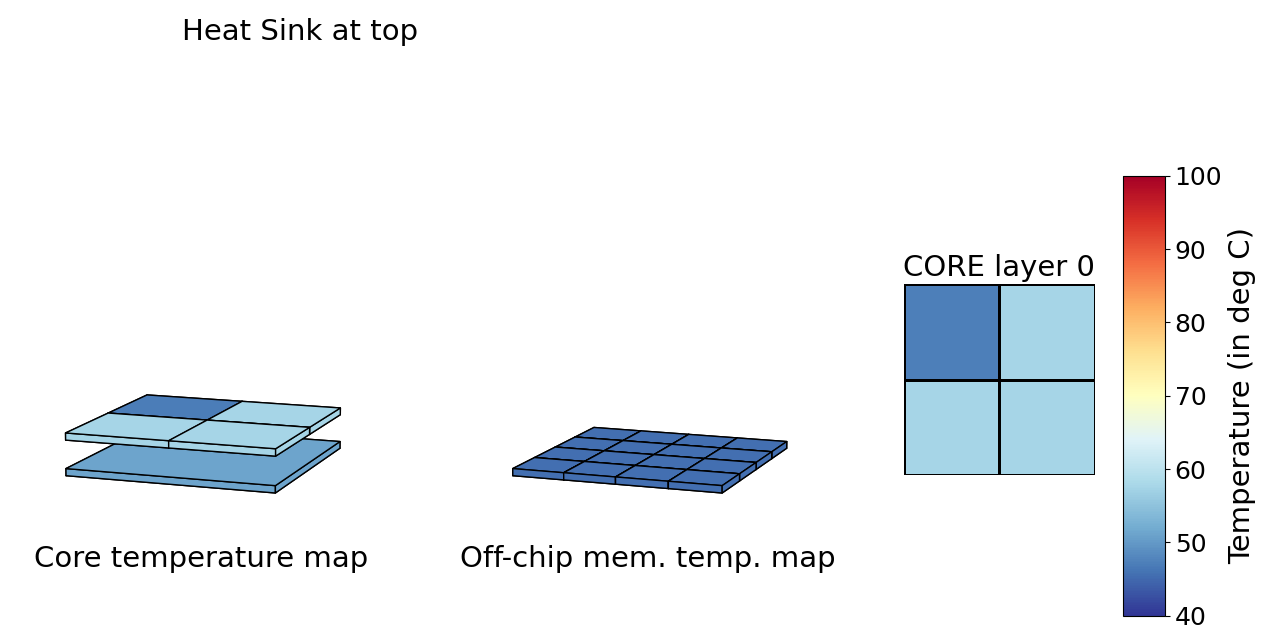 Heat Sink at top
CORE layer 0
100
90
80
70
60
50
40
Temperature (in deg C)
Core temperature map
Off-chip mem. temp. map